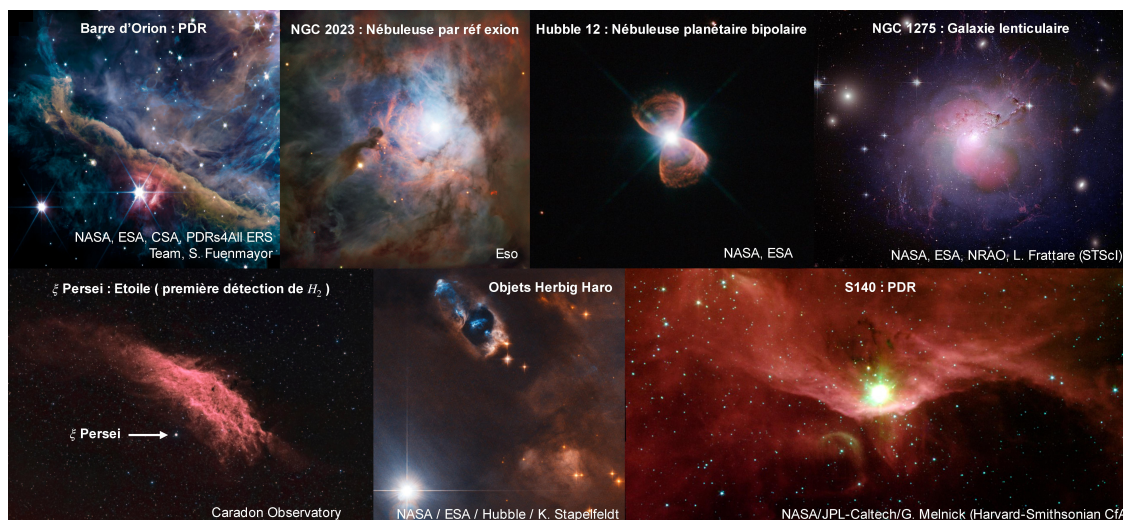 Barre d'Orion : PDR
NASA, ESA, CSA, PDRs4All ERS
Team, S. Fuenmayor
NGC 2023 : Nébuleuse par réf exion
Eso
Hubble 12 : Nébuleuse planètaire bipolaire
NASA, ESA
NGC 1275 : Galaxie lenticulaire
NASA, ESA, NRAO, L. Frattare (STScI)
ξ Persei : Etoile ( première détection de H₂ )
ξ Persei
Caradon Observatory
Objets Herbig Haro
NASA / ESA / Hubble / K. Stapelfeldt
S140 : PDR
NASA/JPL-Caltech/G. Melnick (Harvard-Smithsonian CfA